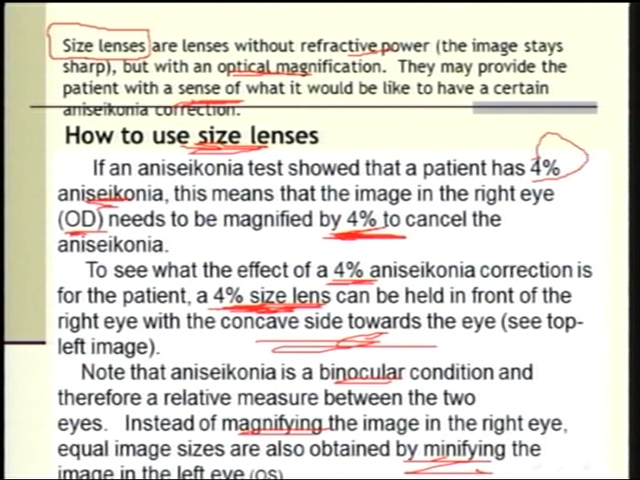 Size lenses are lenses without refractive power (the image stays
sharp), but with an optical magnification. They may provide the
patient with a sense of what it would be like to have a certain
aniseikonia correction.
How to use size lenses
If an aniseikonia test showed that a patient has 4%
aniseikonia, this means that the image in the right eye
(OD) needs to be magnified by 4% to cancel the
aniseikonia.
To see what the effect of a 4% aniseikonia correction is
for the patient, a 4% size lens can be held in front of the
right eye with the concave side towards the eye (see top-
left image).
Note that aniseikonia is a binocular condition and
therefore a relative measure between the two
eyes. Instead of magnifying the image in the right eye,
equal image sizes are also obtained by minifying the
image in the left eye (OS)